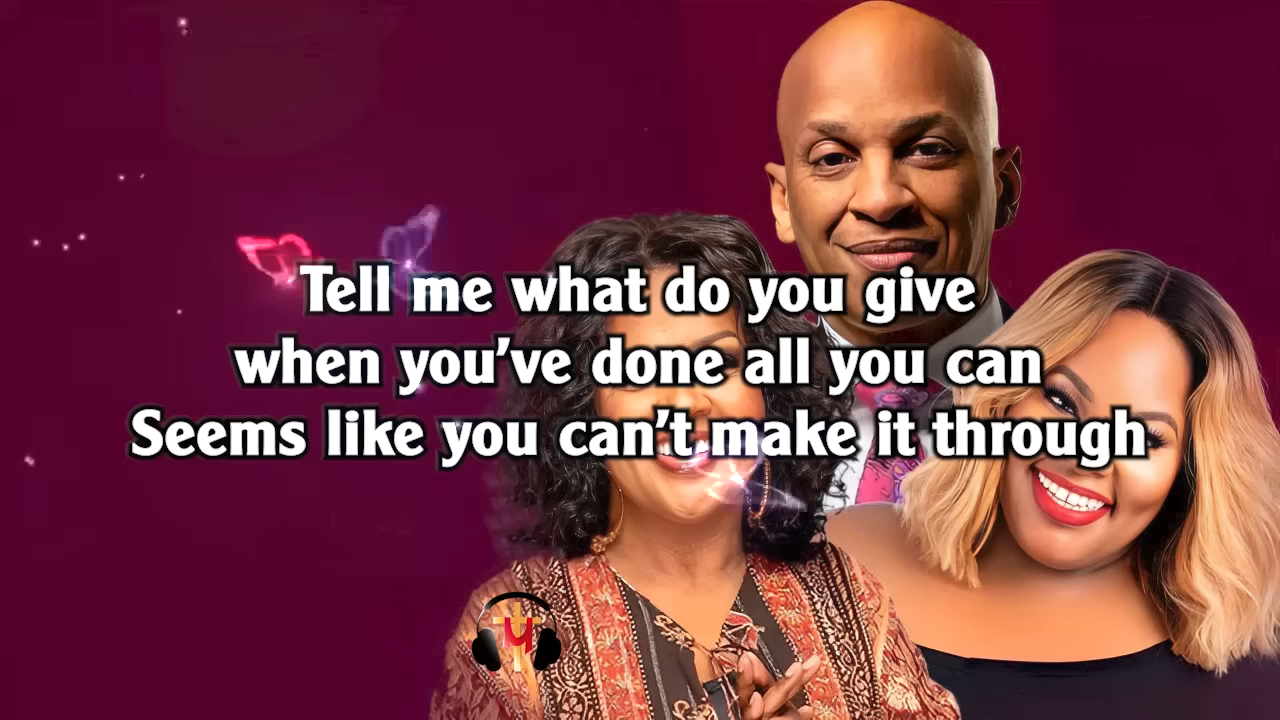 Tell me what do you give
when you've done all you can
Seems like you can't make it through